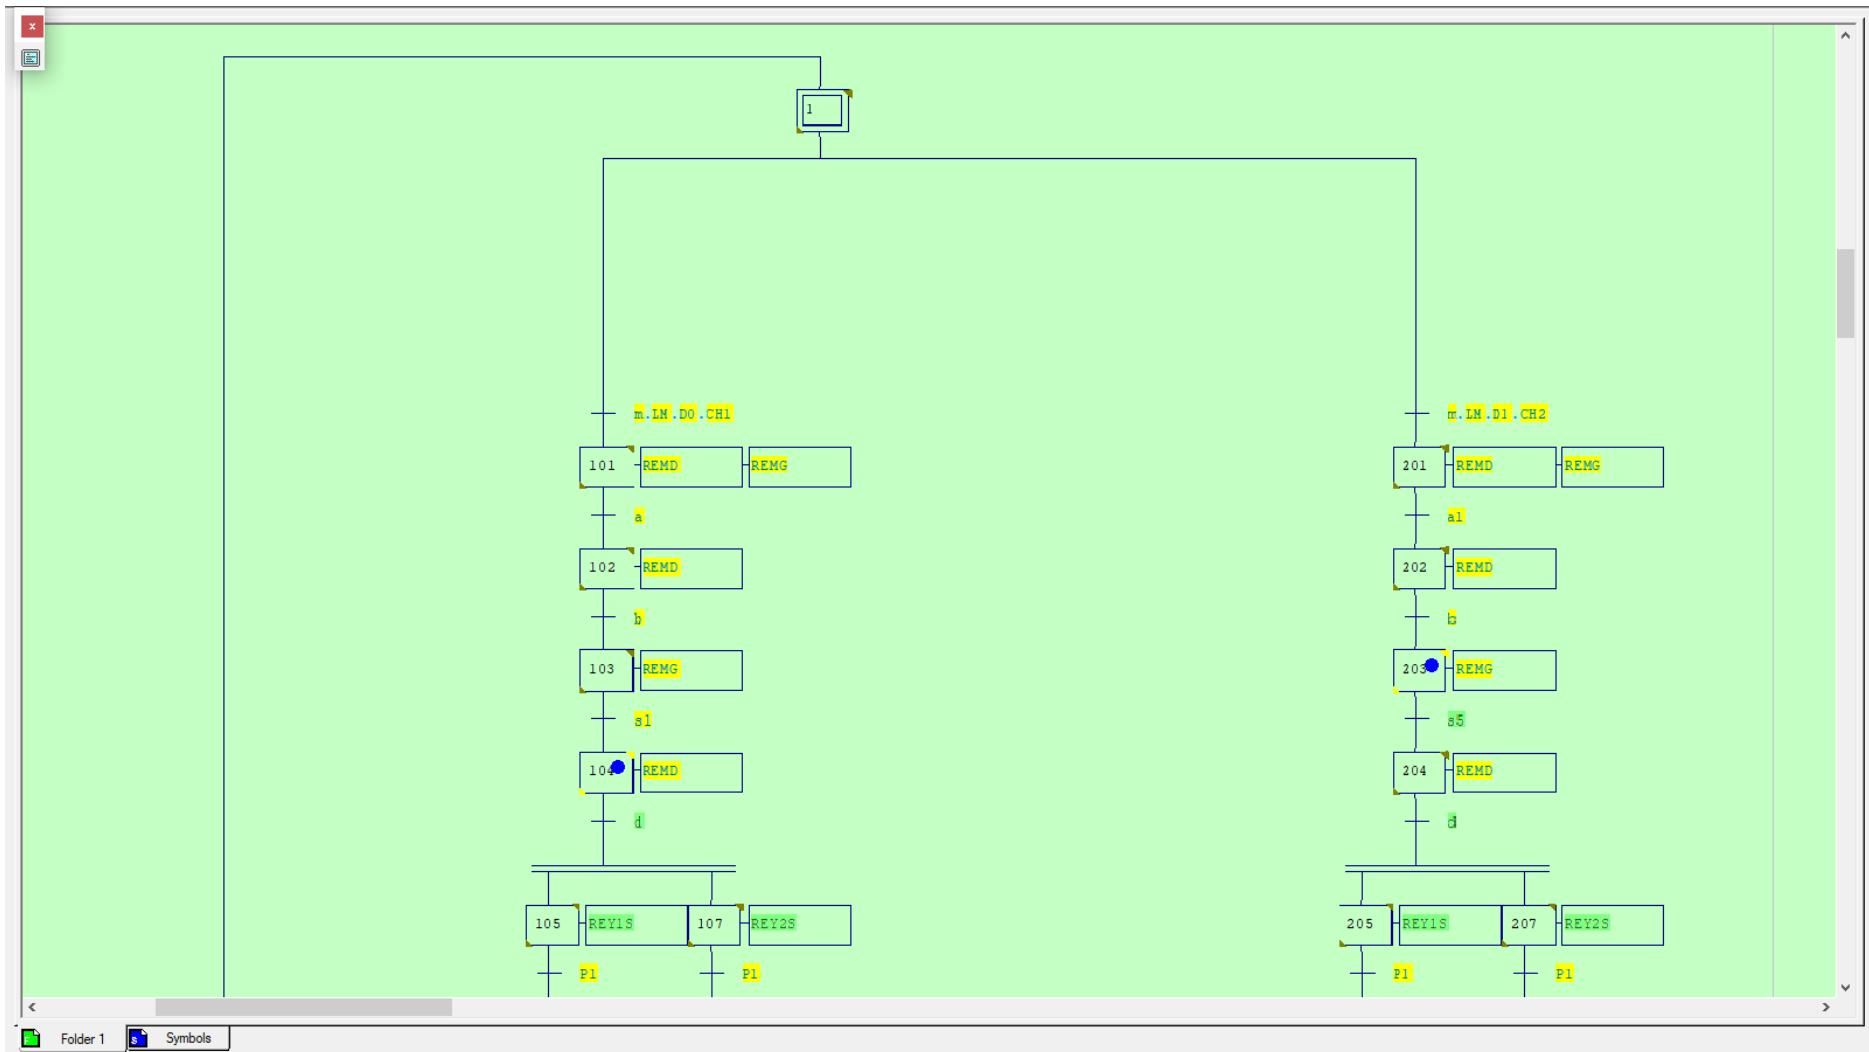 x
1
m.LM.D0.CH1 m.LM.D1.CH2
101 REMD REMG 201 REMD REMG
a a1
102 REMD 202 REMD
b b
103 REMG 203 REMG
s1 s5
104 REMD 204 REMD
d d
105 REY1S 107 REY2S 205 REY1S 207 REY2S
P1 P1 P1 P1
Folder 1 Symbols